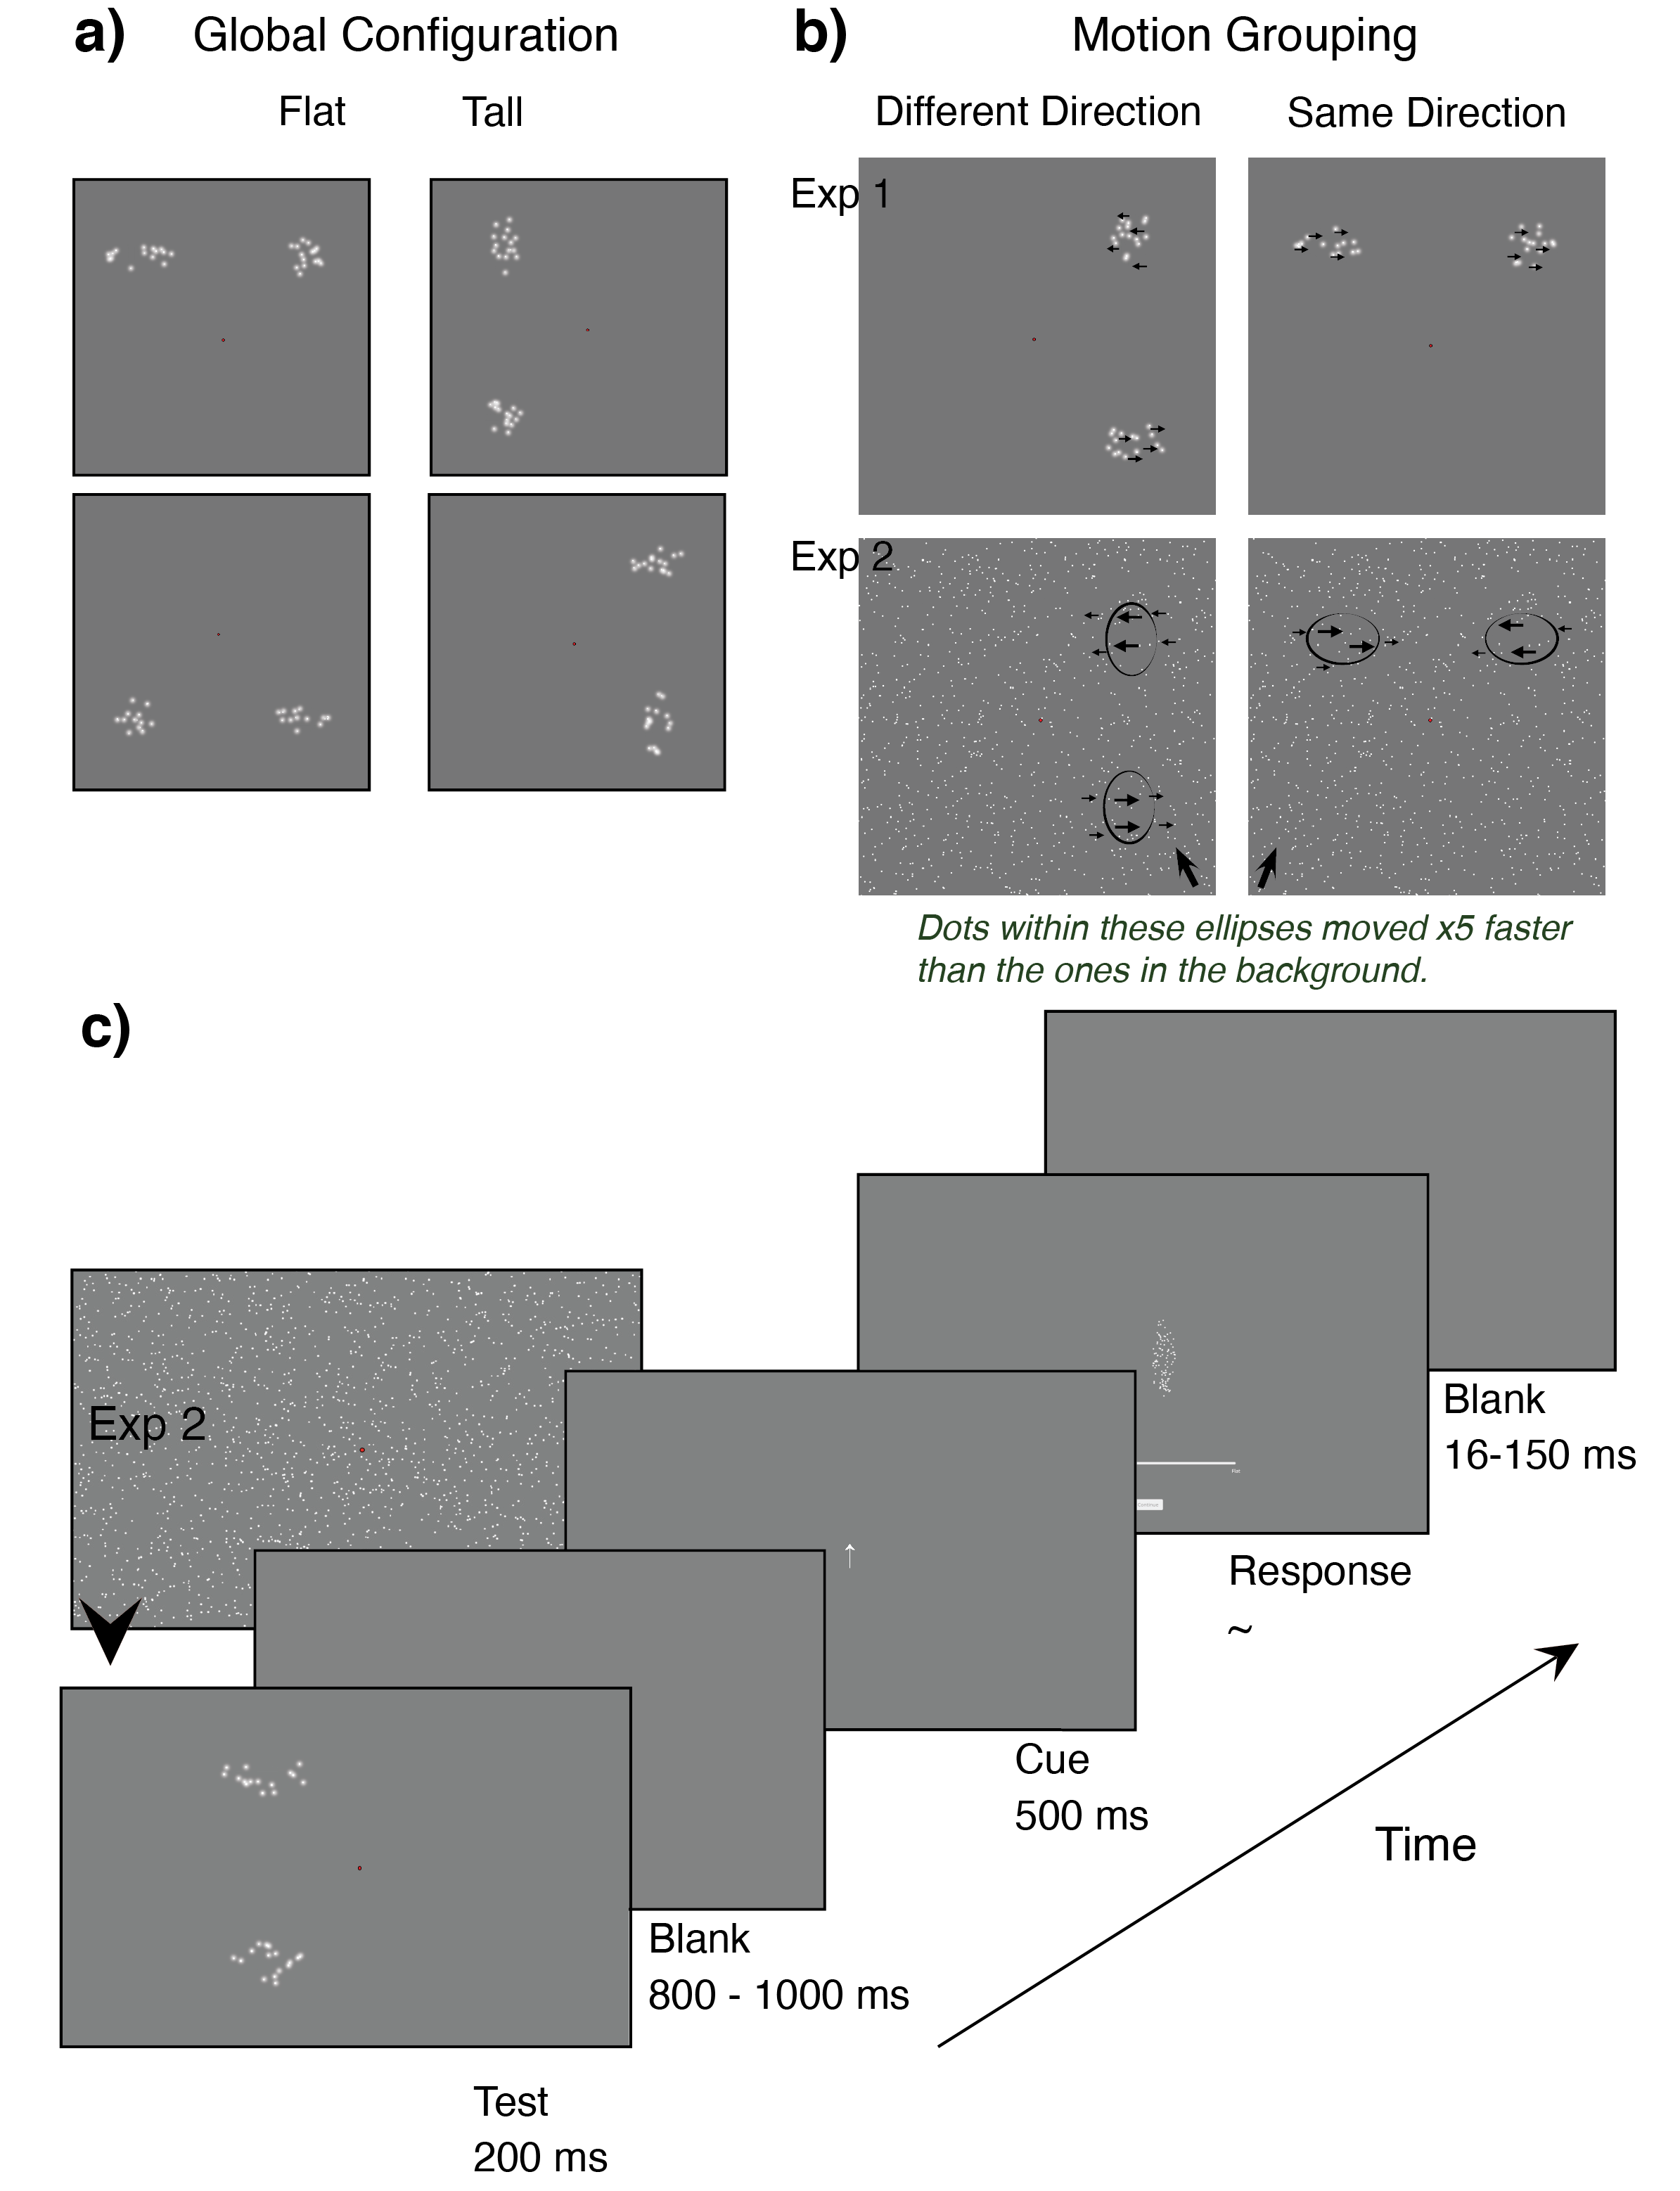 a) Global Configuration
Flat Tall
b) Motion Grouping
Different Direction Same Direction
Exp 1
Exp 2
Dots within these ellipses moved x5 faster
than the ones in the background.
c)
Exp 2
Flat
Continue
Blank
16-150 ms
Response
~
Cue
500 ms
Time
Blank
800 - 1000 ms
Test
200 ms